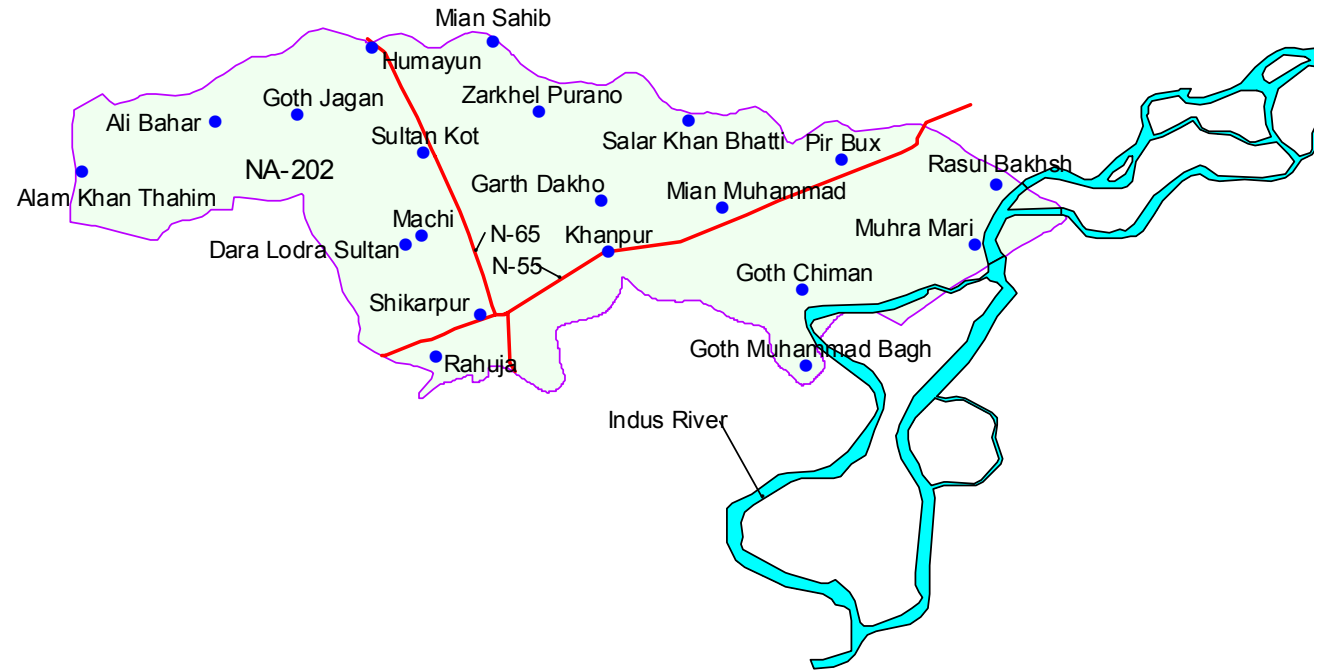 Mian Sahib
Humayun
Goth Jagan
Zarkhel Purano
Ali Bahar
Sultan Kot
Salar Khan Bhatti
Pir Bux
NA-202
Rasul Bakhsh
Alam Khan Thahim
Garth Dakho
Mian Muhammad
Machi
N-65
Khanpur
Muhra Mari
Dara Lodra Sultan
N-55
Goth Chiman
Shikarpur
Goth Muhammad Bagh
Rahuja
Indus River